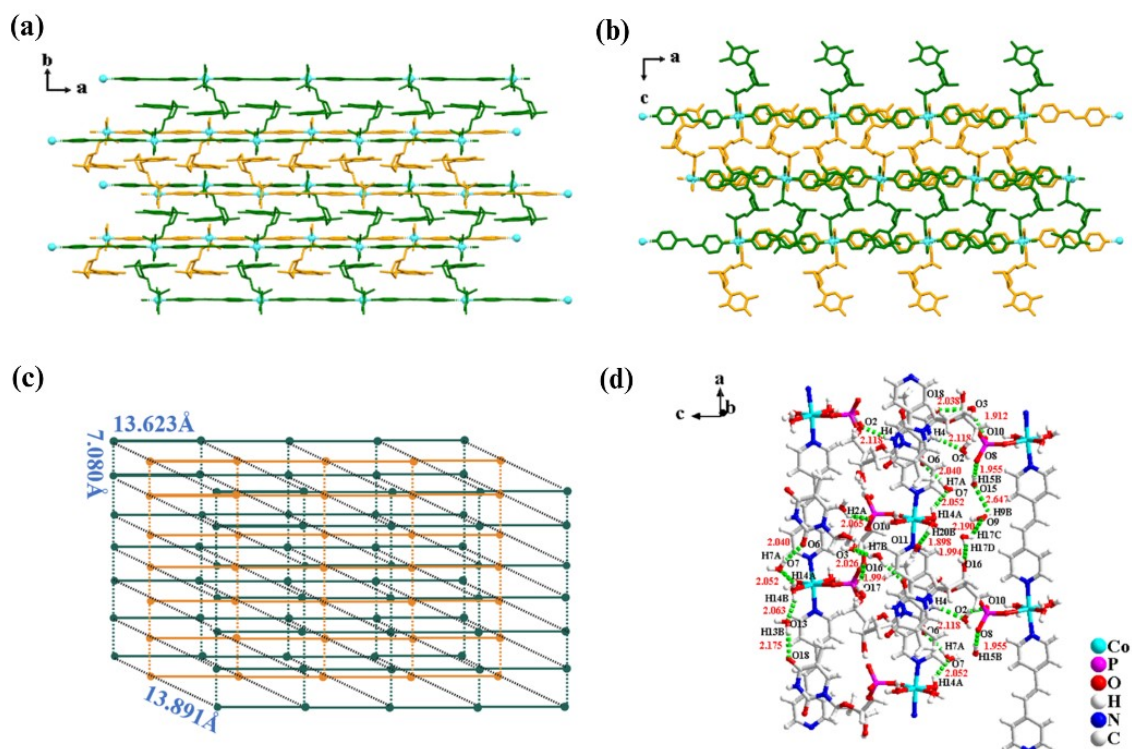 (a)
b
a
(b)
a
c
(c)
13.623Å
7.080Å
13.891Å
(d)
a
c
b
O18
2.038
O3
1.912
O2
H4
2.118
H4
2.118
O10
O2
O8
O6
1.955
2.040
H15B
H7A
O15
O7
2.647
2.052
H9B
H2A
H14A
O9
2.065
O10
2.190
H17C
O11
H20B
1.898
H17D
2.040
O6
O3
H7B
1.994
O16
H7A
2.026
O16
O7
1.994
H14A
O17
2.052
H14B
H4
O10
2.063
O2
O13
2.118
O8
H13B
O6
1.955
2.175
H7A
H15B
O18
O7
2.052
H14A
Co
P
O
H
N
C